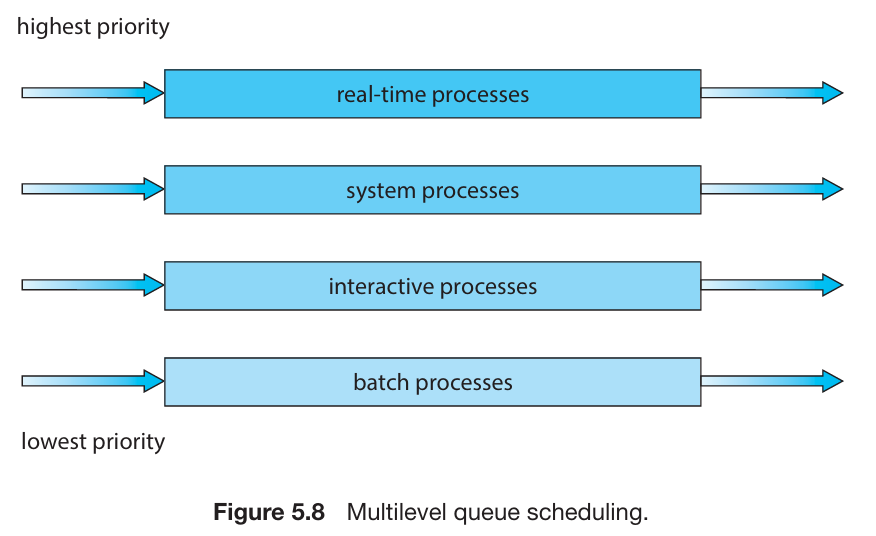 highest priority
real-time processes
system processes
interactive processes
batch processes
lowest priority
Figure 5.8 Multilevel queue scheduling.